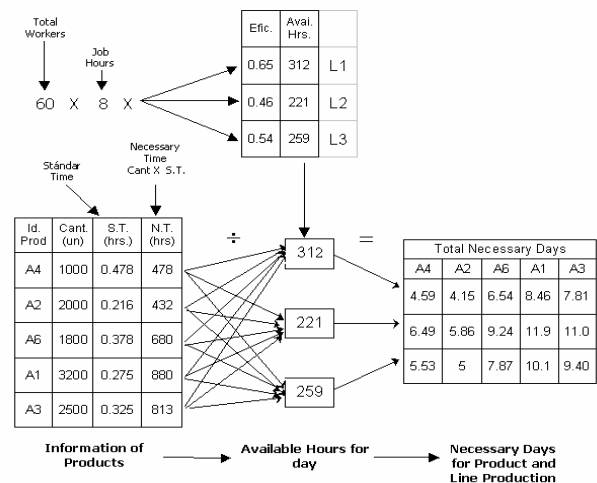 Total
Workers
Job
Hours
60 X 8 X
Efic. Avai.
Hrs.
0.65 312 L1
0.46 221 L2
0.54 259 L3
Stándar
Time
Necessary
Time
Cant X S.T.
Id.
Prod Cant.
(un) S.T.
(hrs.) N.T.
(hrs)
A4 1000 0.478 478
A2 2000 0.216 432
A6 1800 0.378 680
A1 3200 0.275 880
A3 2500 0.325 813
÷
312
221
259
=
Total Necessary Days
A4 A2 A6 A1 A3
4.59 4.15 6.54 8.46 7.81
6.49 5.86 9.24 11.9 11.0
5.53 5 7.87 10.1 9.40
Information of
Products
Available Hours for
day
Necessary Days
for Product and
Line Production